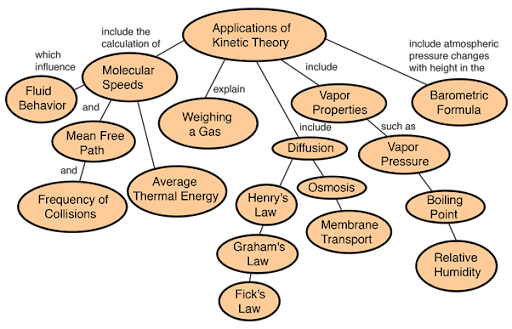 Applications of
Kinetic Theory
include the
calculation of
which
influence
Molecular
Speeds
Fluid
Behavior
and
Mean Free
Path
and
Frequency of
Collisions
Average
Thermal Energy
explain
Weighing
a Gas
include
Vapor
Properties
include atmospheric
pressure changes
with height in the
Barometric
Formula
include
Diffusion
such as
Vapor
Pressure
Henry's
Law
Osmosis
Boiling
Point
Graham's
Law
Membrane
Transport
Relative
Humidity
Fick's
Law